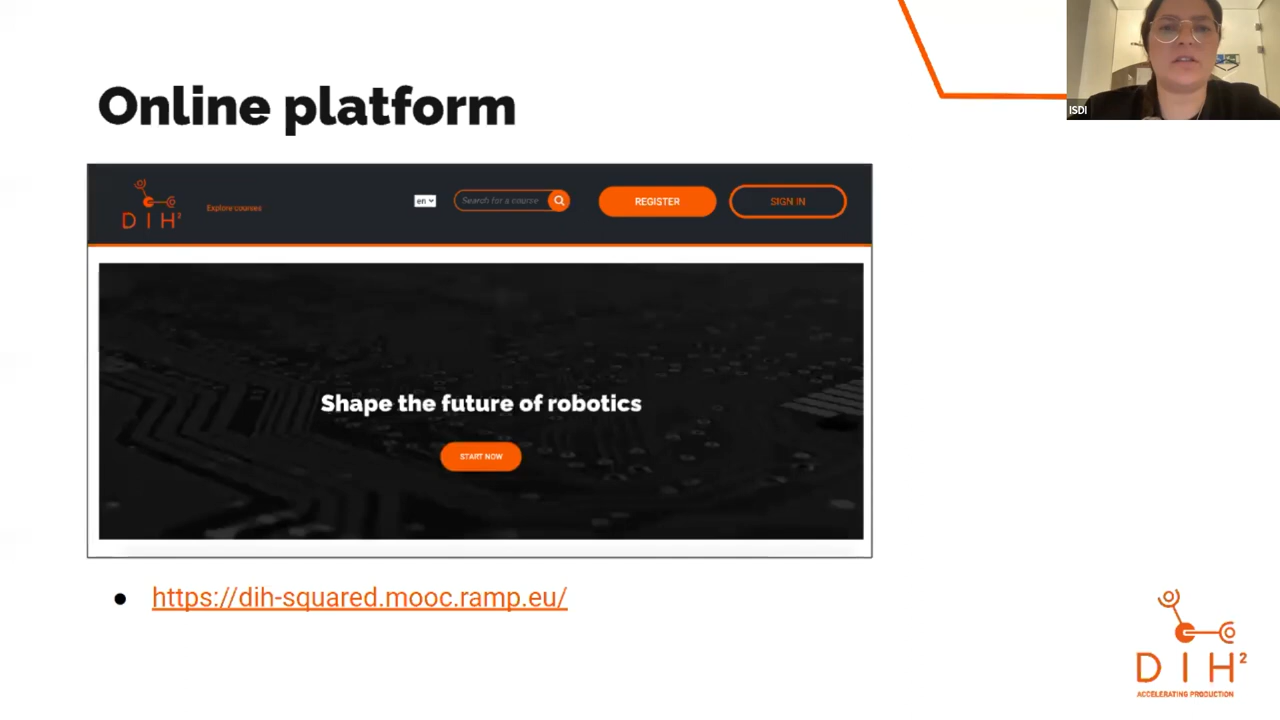 ISDI
Online platform
DIH²
Explore courses
en
Search for a course
REGISTER
SIGN IN
Shape the future of robotics
START NOW
https://dih-squared.mooc.ramp.eu/
DIH²
ACCELERATING PRODUCTION